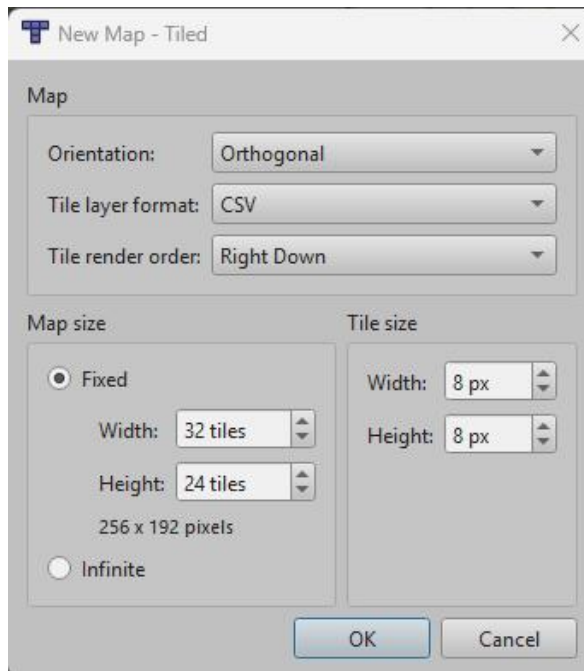 New Map - Tiled
Map
Orientation: Orthogonal
Tile layer format: CSV
Tile render order: Right Down
Map size
Tile size
Fixed
Width: 8 px
Width: 32 tiles
Height: 8 px
Height: 24 tiles
256 x 192 pixels
Infinite
OK Cancel